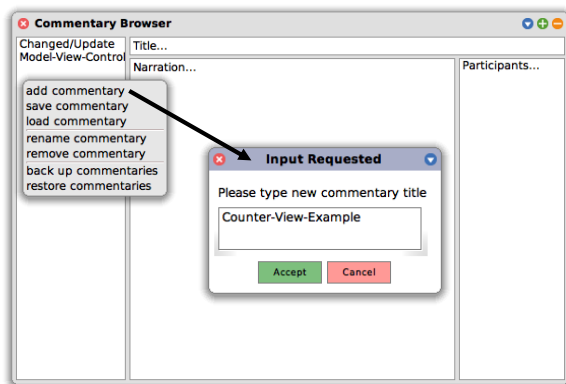 Commentary Browser
Changed/Update
Model-View-Control
Title...
Narration...
Participants...
add commentary
save commentary
load commentary
rename commentary
remove commentary
back up commentaries
restore commentaries
Input Requested
Please type new commentary title
Counter-View-Example
Accept
Cancel